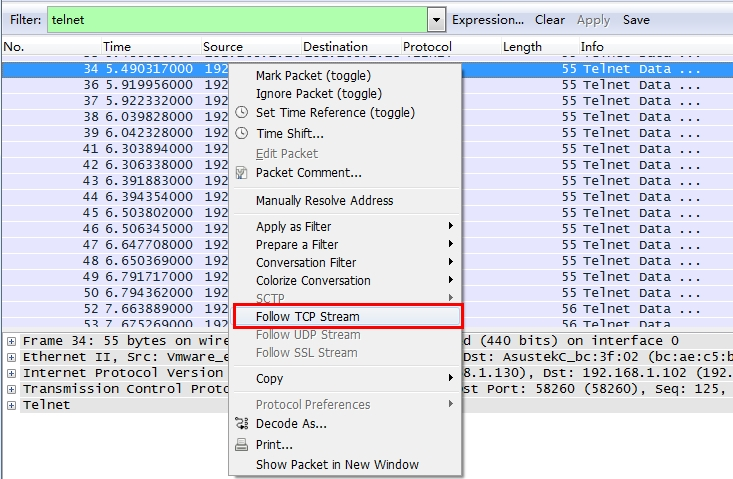 Filter: telnet Expression... Clear Apply Save
No. Time Source Destination Protocol Length Info
34 5.490317000 192 55 Telnet Data ...
36 5.919956000 192 55 Telnet Data ...
37 5.922332000 192 55 Telnet Data ...
38 6.039828000 192 55 Telnet Data ...
39 6.042328000 192 55 Telnet Data ...
41 6.303894000 192 55 Telnet Data ...
42 6.306338000 192 55 Telnet Data ...
43 6.391883000 192 55 Telnet Data ...
44 6.394354000 192 55 Telnet Data ...
45 6.503802000 192 55 Telnet Data ...
46 6.506345000 192 55 Telnet Data ...
47 6.647708000 192 55 Telnet Data ...
48 6.650369000 192 55 Telnet Data ...
49 6.791717000 192 55 Telnet Data ...
50 6.794362000 192 55 Telnet Data ...
52 7.663889000 192 56 Telnet Data ...
53 7.675269000 192 56 Telnet Data ...
Mark Packet (toggle)
Ignore Packet (toggle)
Set Time Reference (toggle)
Time Shift...
Edit Packet
Packet Comment...
Manually Resolve Address
Apply as Filter
Prepare a Filter
Conversation Filter
Colorize Conversation
SCTP
Follow TCP Stream
Follow UDP Stream
Follow SSL Stream
Copy
Protocol Preferences
Decode As...
Print...
Show Packet in New Window
Frame 34: 55 bytes on wire d (440 bits) on interface 0
Ethernet II, Src: Vmware_e Dst: AsustekC_bc:3f:02 (bc:ae:c5:b
Internet Protocol Version 8.1.130), Dst: 192.168.1.102 (192.
Transmission Control Proto st Port: 58260 (58260), Seq: 125,
Telnet